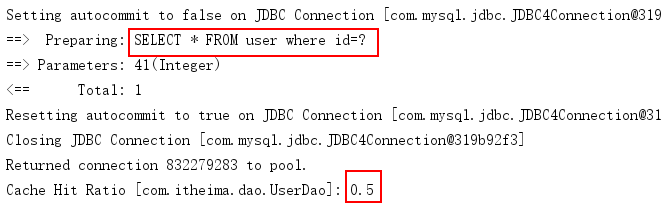 Setting autocommit to false on JDBC Connection [com.mysql.jdbc.JDBC4Connection@319
==>  Preparing: SELECT * FROM user where id=?
==> Parameters: 41(Integer)
<==      Total: 1
Resetting autocommit to true on JDBC Connection [com.mysql.jdbc.JDBC4Connection@31
Closing JDBC Connection [com.mysql.jdbc.JDBC4Connection@319b92f3]
Returned connection 832279283 to pool.
Cache Hit Ratio [com.itheima.dao.UserDao]: 0.5